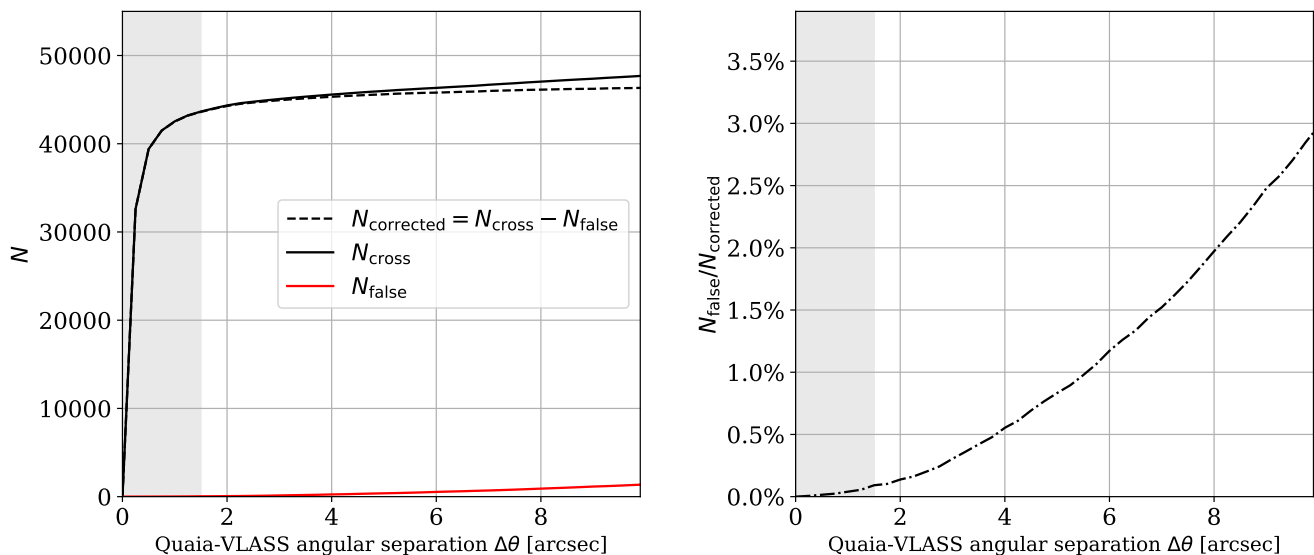 50000
40000
30000
20000
10000
0
N
N_corrected = N_cross − N_false
N_cross
N_false
0 2 4 6 8
Quaia-VLASS angular separation Δθ [arcsec]
3.5%
3.0%
2.5%
2.0%
1.5%
1.0%
0.5%
0.0%
N_false/N_corrected
0 2 4 6 8
Quaia-VLASS angular separation Δθ [arcsec]